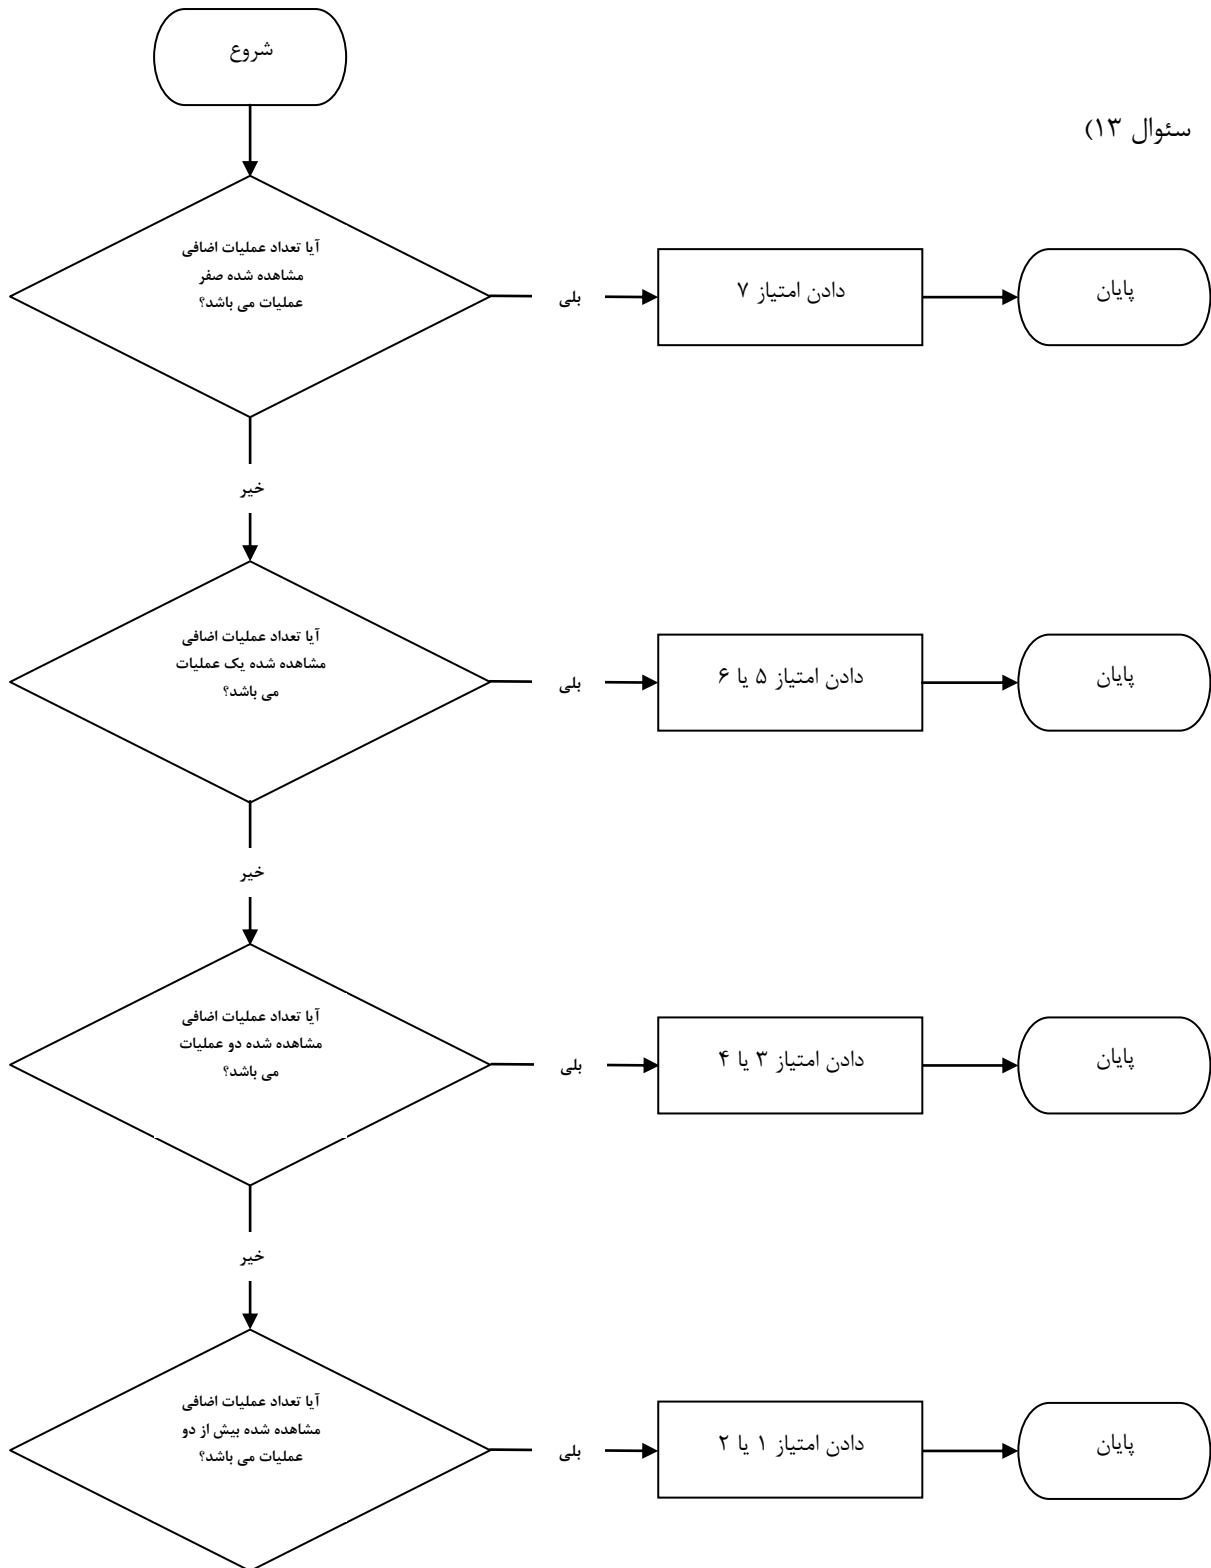 شروع
سئوال ۱۳)
آیا تعداد عملیات اضافی
مشاهده شده صفر
عملیات می باشد؟
بلی
دادن امتیاز ۷
پایان
خیر
آیا تعداد عملیات اضافی
مشاهده شده یک عملیات
می باشد؟
بلی
دادن امتیاز ۵ یا ۶
پایان
خیر
آیا تعداد عملیات اضافی
مشاهده شده دو عملیات
می باشد؟
بلی
دادن امتیاز ۳ یا ۴
پایان
خیر
آیا تعداد عملیات اضافی
مشاهده شده بیش از دو
عملیات می باشد؟
بلی
دادن امتیاز ۱ یا ۲
پایان